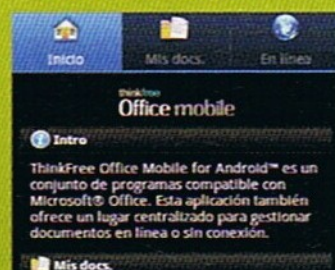 Inicio
Mis docs.
En línea
thinkfree
Office mobile
Intro
ThinkFree Office Mobile for Android™ es un
conjunto de programas compatible con
Microsoft® Office. Esta aplicación también
ofrece un lugar centralizado para gestionar
documentos en línea o sin conexión.
Mis docs.